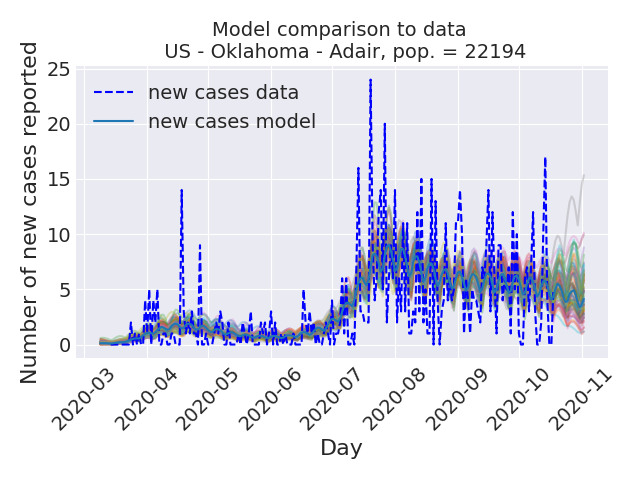 Model comparison to data
US - Oklahoma - Adair, pop. = 22194
Number of new cases reported
25
20
15
10
5
0
new cases data
new cases model
2020-03
2020-04
2020-05
2020-06
2020-07
2020-08
2020-09
2020-10
2020-11
Day